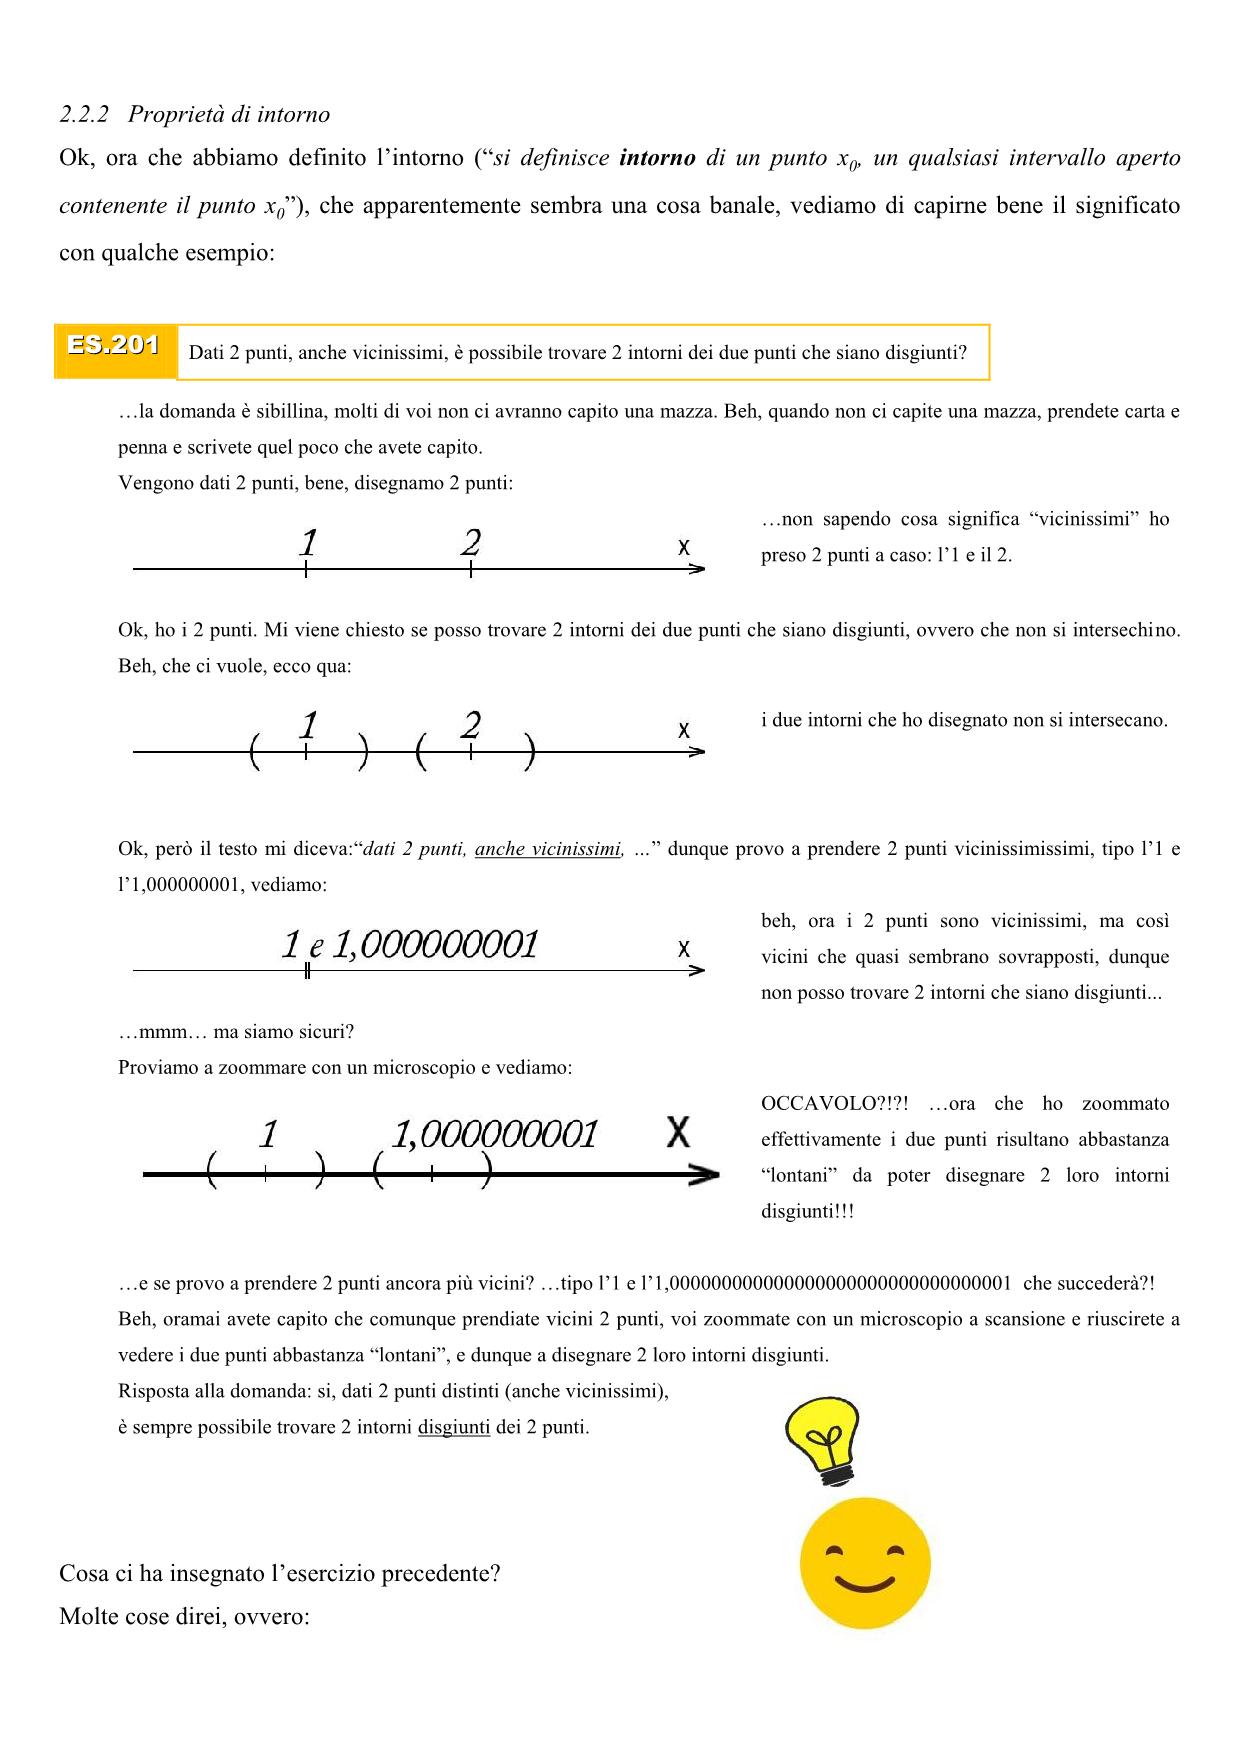 2.2.2 Proprietà di intorno
Ok, ora che abbiamo definito l’intorno (“si definisce intorno di un punto x0, un qualsiasi intervallo aperto
contenente il punto x0”), che apparentemente sembra una cosa banale, vediamo di capirne bene il significato
con qualche esempio:
ES.201
Dati 2 punti, anche vicinissimi, è possibile trovare 2 intorni dei due punti che siano disgiunti?
…la domanda è sibillina, molti di voi non ci avranno capito una mazza. Beh, quando non ci capite una mazza, prendete carta e
penna e scrivete quel poco che avete capito.
Vengono dati 2 punti, bene, disegnamo 2 punti:
1 2 x
…non sapendo cosa significa “vicinissimi” ho
preso 2 punti a caso: l’1 e il 2.
Ok, ho i 2 punti. Mi viene chiesto se posso trovare 2 intorni dei due punti che siano disgiunti, ovvero che non si intersechino.
Beh, che ci vuole, ecco qua:
( 1 ) ( 2 ) x
i due intorni che ho disegnato non si intersecano.
Ok, però il testo mi diceva:“dati 2 punti, anche vicinissimi, ...” dunque provo a prendere 2 punti vicinissimissimi, tipo l’1 e
l’1,000000001, vediamo:
1 e 1,000000001 x
beh, ora i 2 punti sono vicinissimi, ma così
vicini che quasi sembrano sovrapposti, dunque
non posso trovare 2 intorni che siano disgiunti...
…mmm… ma siamo sicuri?
Proviamo a zoommare con un microscopio e vediamo:
( 1 ) ( 1,000000001 ) x
OCCAVOLO?!?! …ora che ho zoommato
effettivamente i due punti risultano abbastanza
“lontani” da poter disegnare 2 loro intorni
disgiunti!!!
…e se provo a prendere 2 punti ancora più vicini? …tipo l’1 e l’1,00000000000000000000000000000001 che succederà?!
Beh, oramai avete capito che comunque prendiate vicini 2 punti, voi zoommate con un microscopio a scansione e riuscirete a
vedere i due punti abbastanza “lontani”, e dunque a disegnare 2 loro intorni disgiunti.
Risposta alla domanda: si, dati 2 punti distinti (anche vicinissimi),
è sempre possibile trovare 2 intorni disgiunti dei 2 punti.
Cosa ci ha insegnato l’esercizio precedente?
Molte cose direi, ovvero: